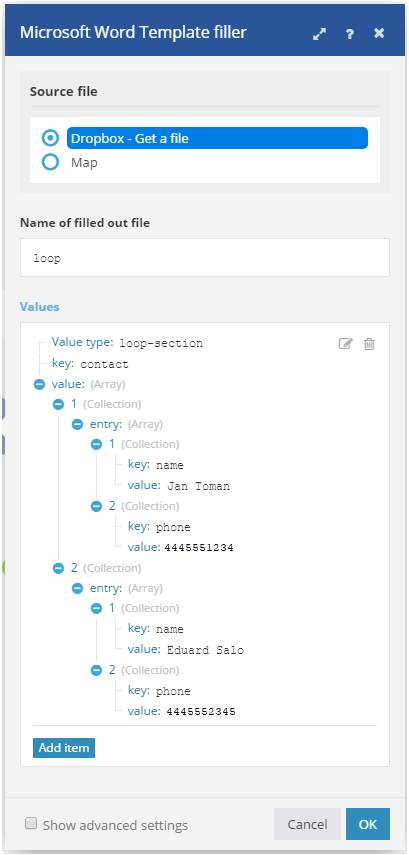 Microsoft Word Template filler ?
Source file
Dropbox - Get a file
Map
Name of filled out file
loop
Values
Value type: loop-section
key: contact
value: (Array)
1 (Collection)
entry: (Array)
1 (Collection)
key: name
value: Jan Toman
2 (Collection)
key: phone
value: 4445551234
2 (Collection)
entry: (Array)
1 (Collection)
key: name
value: Eduard Salo
2 (Collection)
key: phone
value: 4445552345
Add item
Show advanced settings Cancel OK